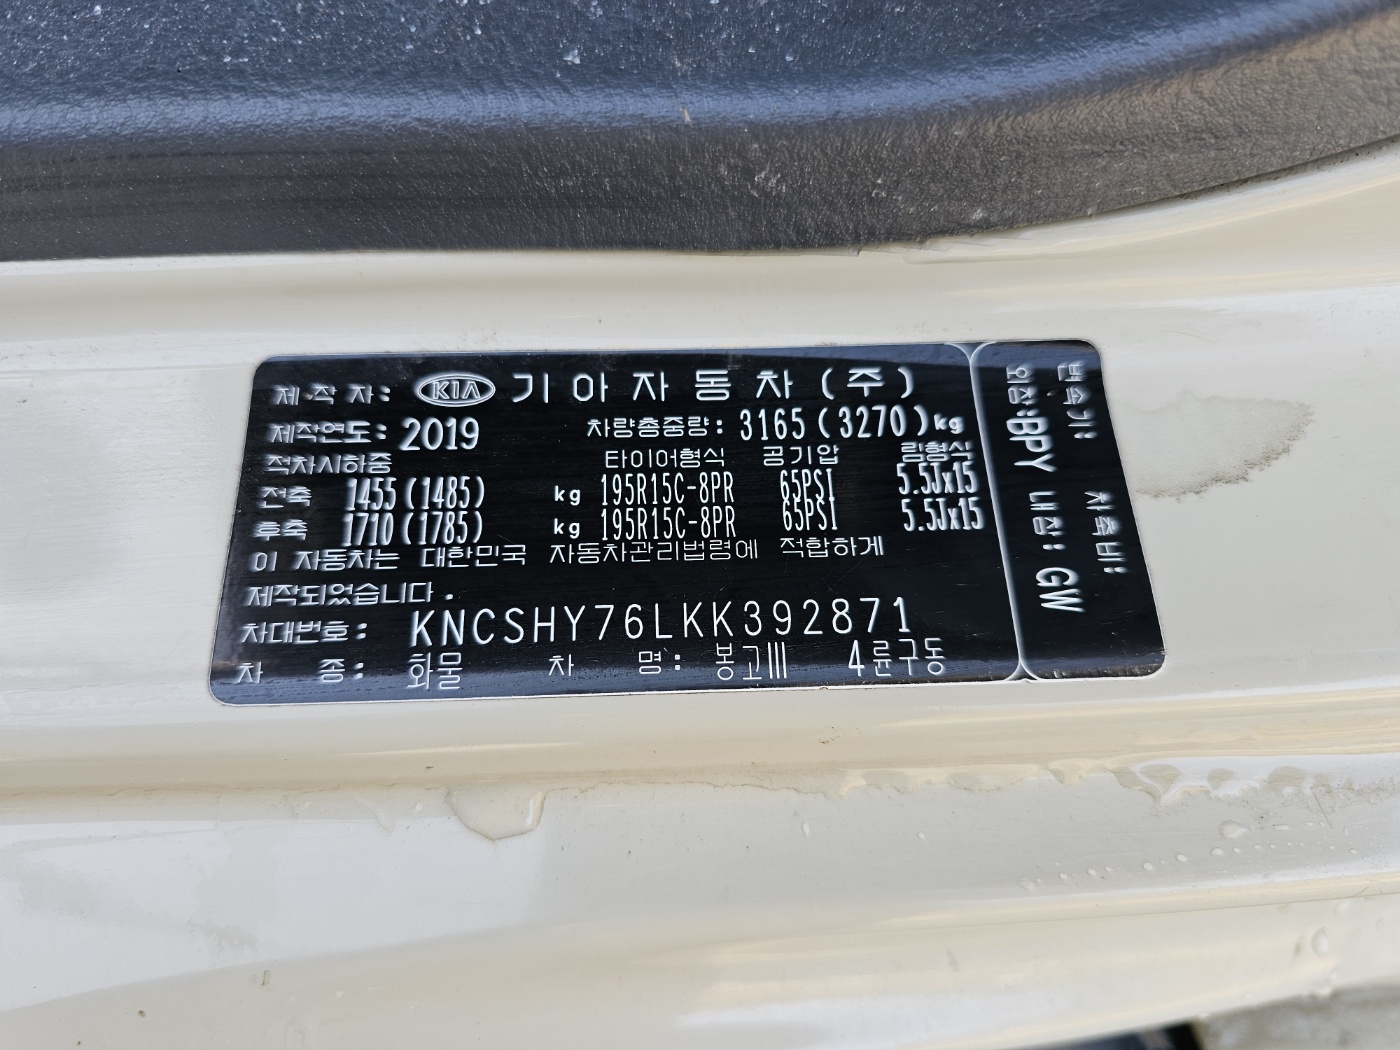 제 작 자: KIA 기아자동차(주)
제작연도: 2019 차량총중량: 3165(3270)kg
적차시하중 타이어형식 공기압 림형식
전축 1455(1485) kg 195R15C-8PR 65PSI 5.5Jx15
후축 1710(1785) kg 195R15C-8PR 65PSI 5.5Jx15
이 자동차는 대한민국 자동차관리법령에 적합하게
제작되었습니다.
차대번호: KNCSHY76LKK392871
차 종: 화물 차 명: 봉고III 4륜구동
변속기: 차축비:
외장:BPY 내장: GW